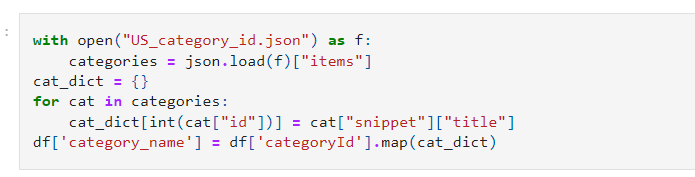 :
with open("US_category_id.json") as f:
    categories = json.load(f)["items"]
cat_dict = {}
for cat in categories:
    cat_dict[int(cat["id"])] = cat["snippet"]["title"]
df['category_name'] = df['categoryId'].map(cat_dict)